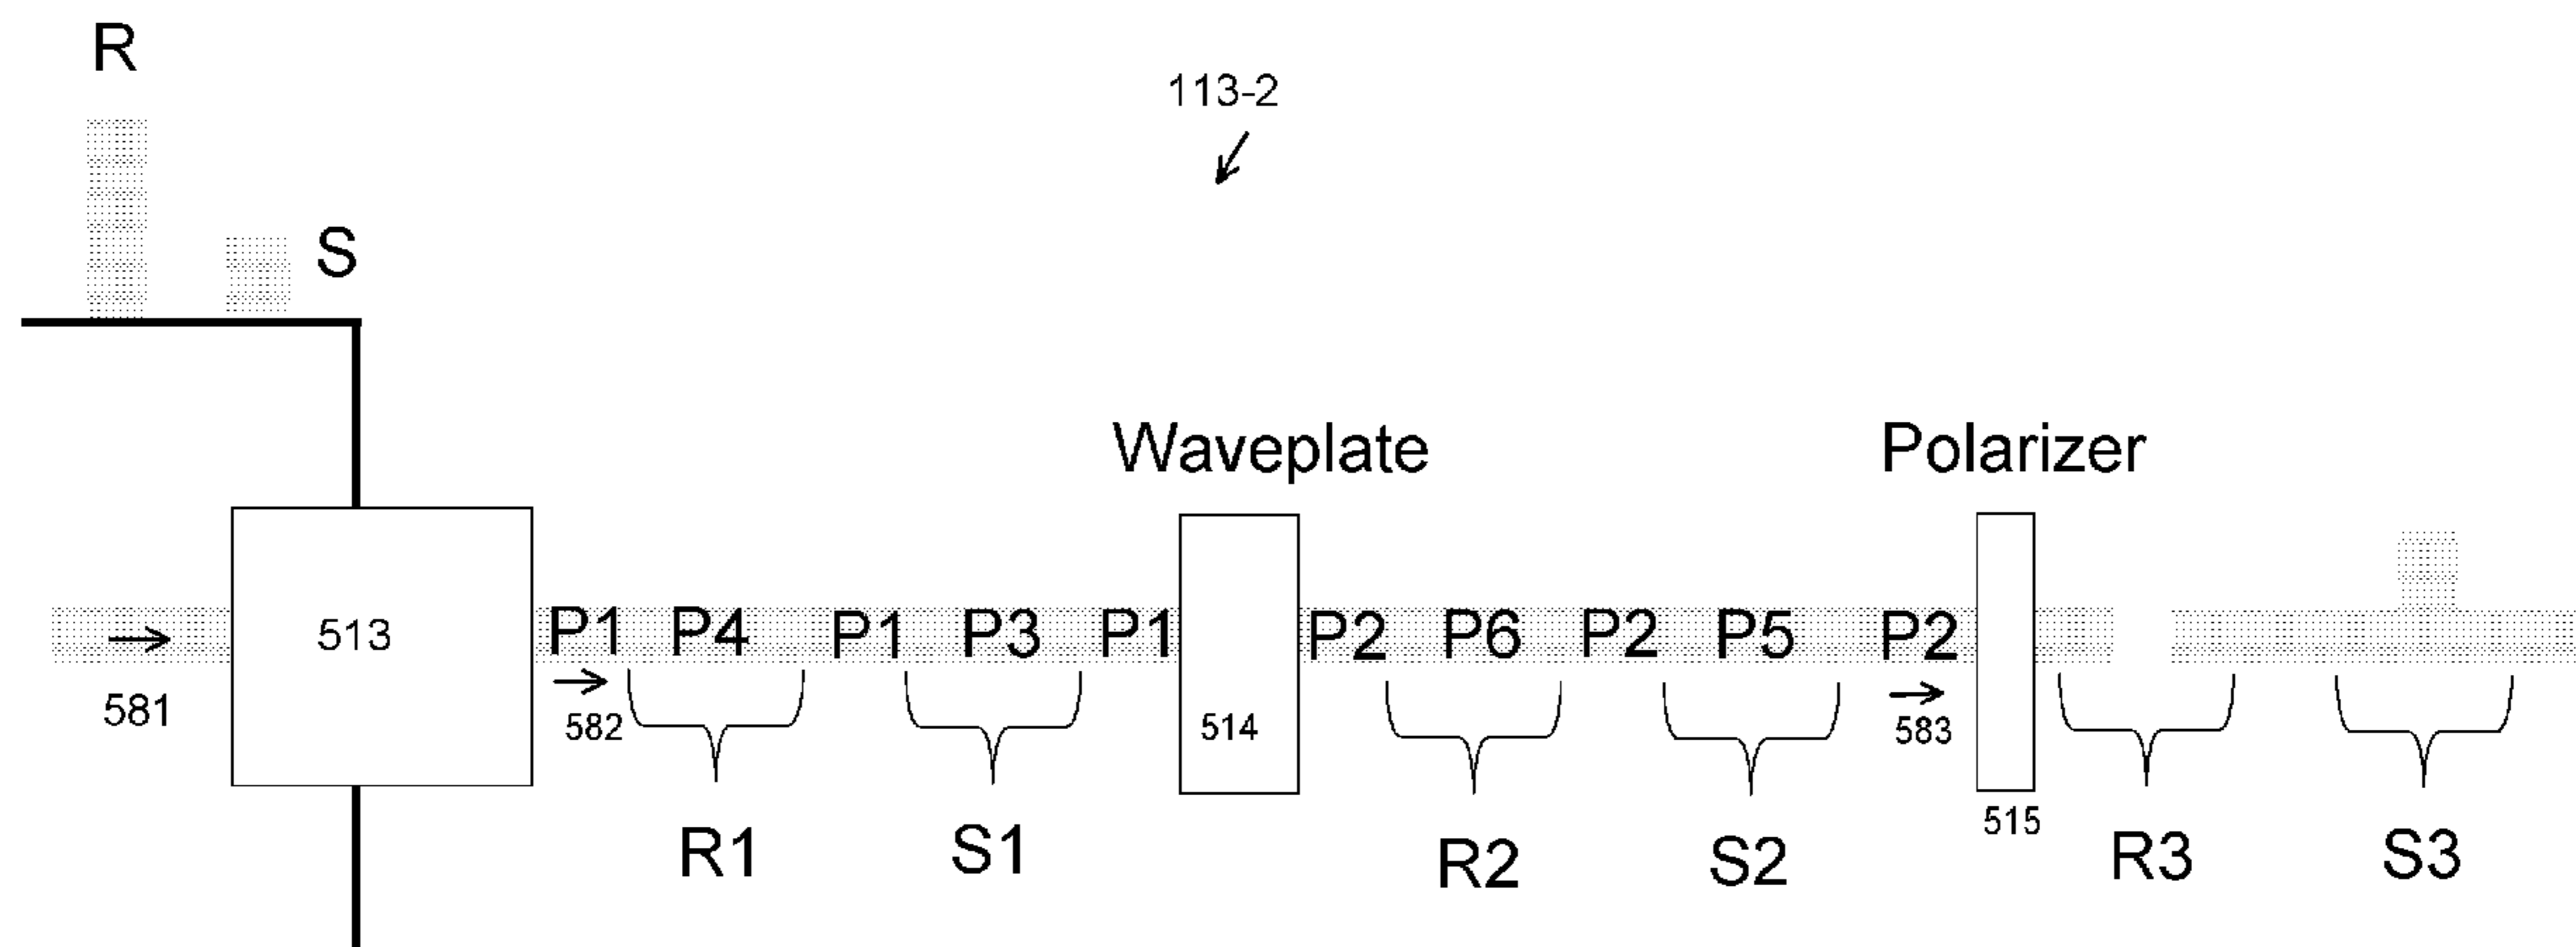 R
113-2
S
Waveplate Polarizer
513 P1 P4 P1 P3 P1 P2 P6 P2 P5 P2
581 582 514 583
R1 S1 R2 S2 515 R3 S3